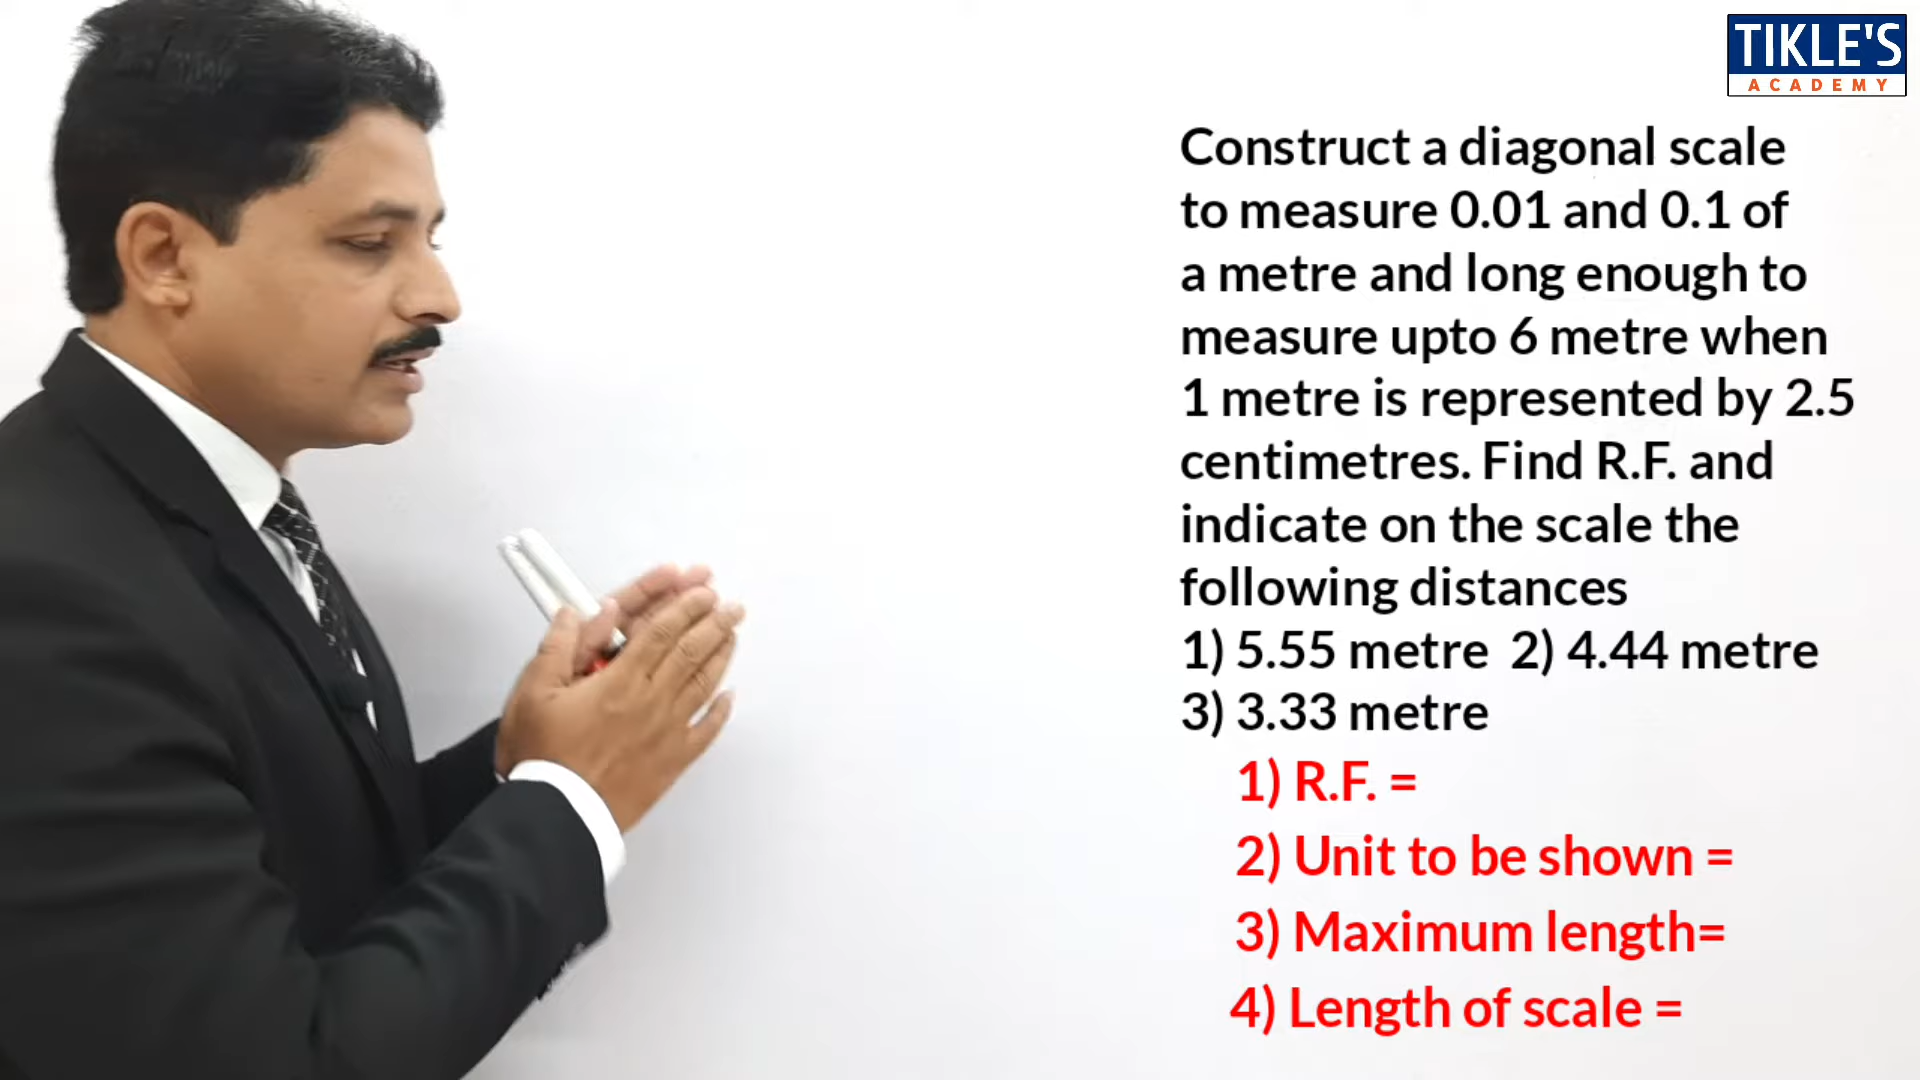 TIKLE'S
ACADEMY
Construct a diagonal scale
to measure 0.01 and 0.1 of
a metre and long enough to
measure upto 6 metre when
1 metre is represented by 2.5
centimetres. Find R.F. and
indicate on the scale the
following distances
1) 5.55 metre 2) 4.44 metre
3) 3.33 metre
1) R.F. =
2) Unit to be shown =
3) Maximum length=
4) Length of scale =